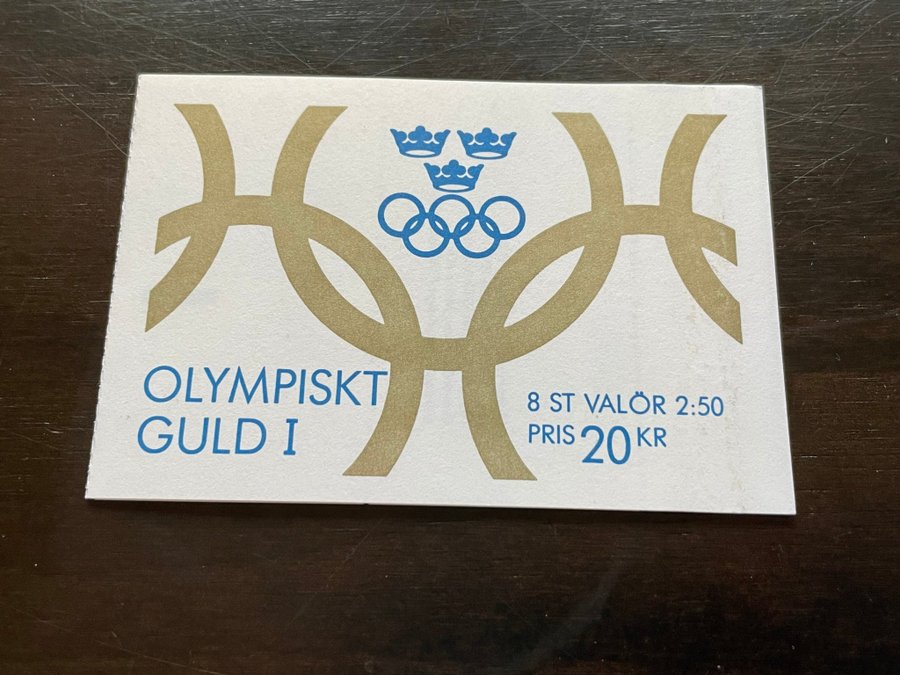 OLYMPISKT
GULD I
8 ST VALÖR 2:50
PRIS 20 KR